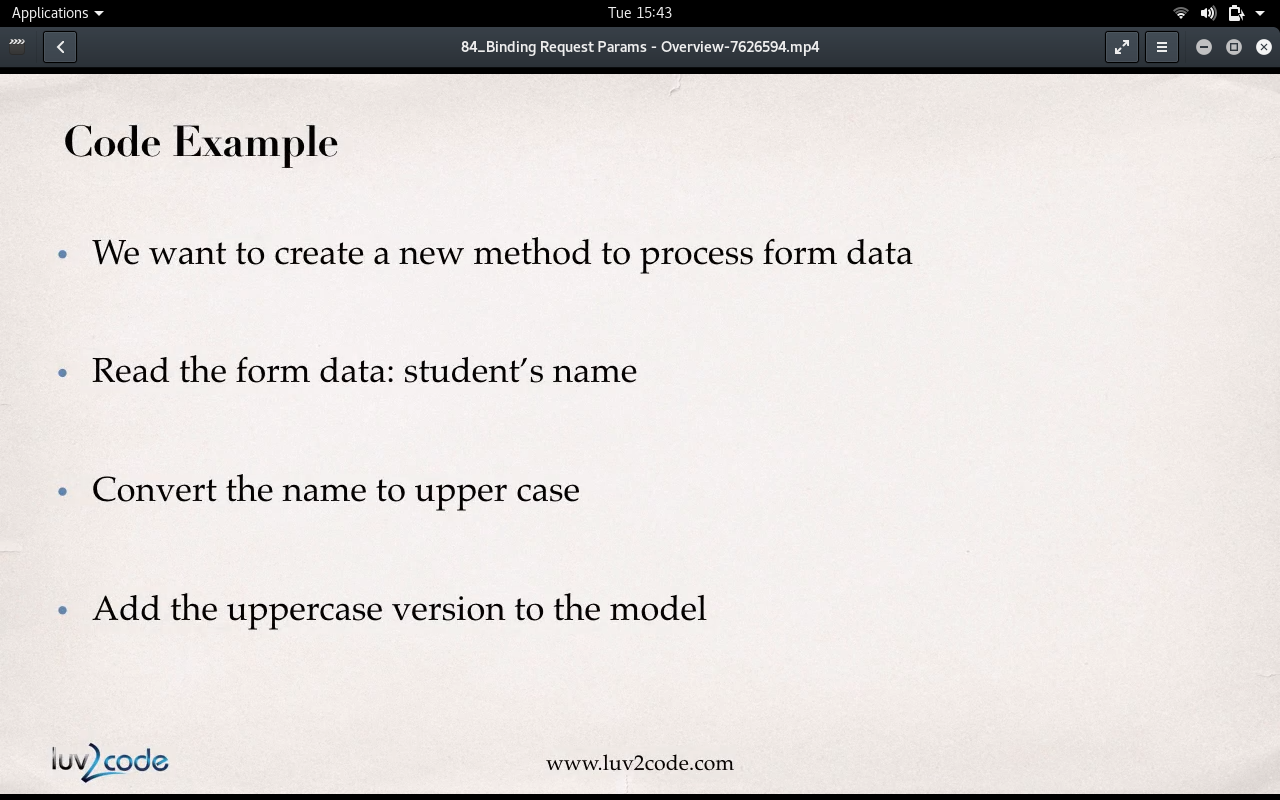 Applications
Tue 15:43
84_Binding Request Params - Overview-7626594.mp4
Code Example
• We want to create a new method to process form data
• Read the form data: student’s name
• Convert the name to upper case
• Add the uppercase version to the model
luv2code
www.luv2code.com